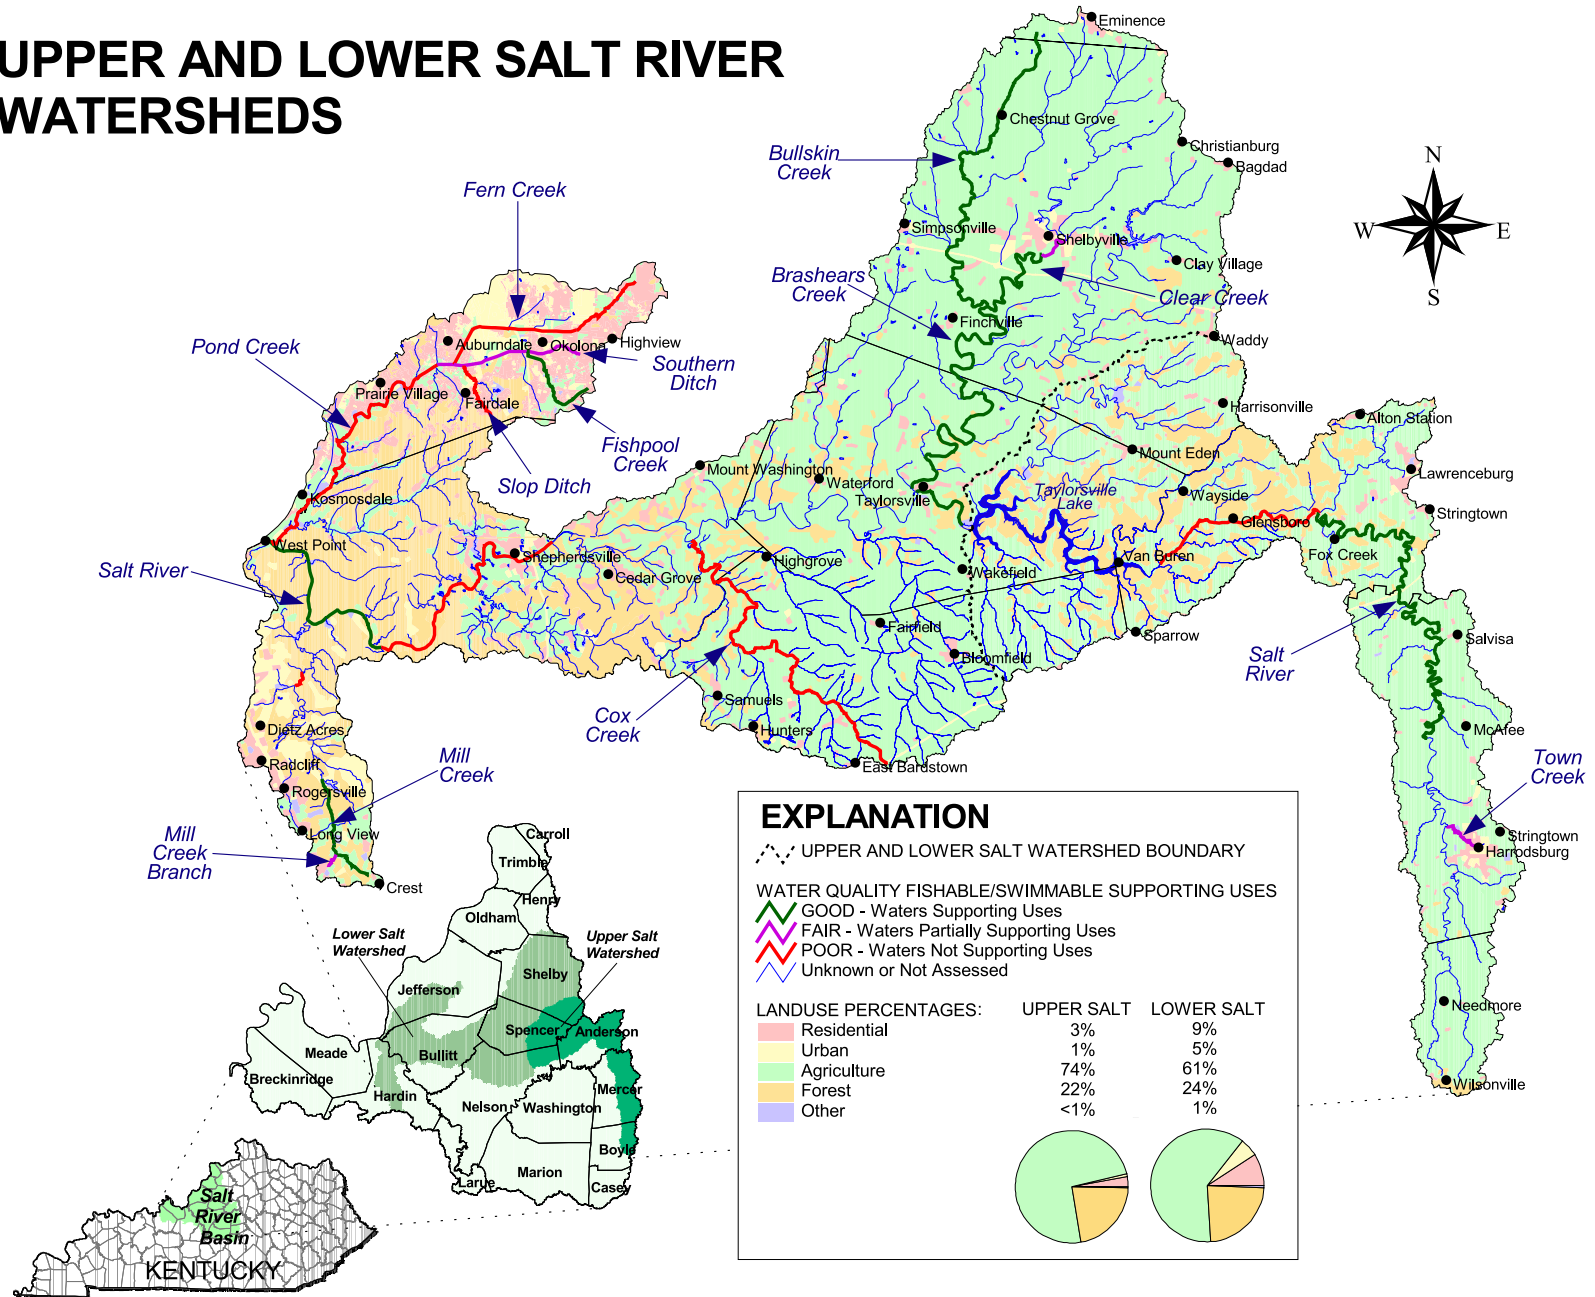 UPPER AND LOWER SALT RIVER
WATERSHEDS
Eminence
Chestnut Grove
Christianburg
Bagdad
Bullskin
Creek
Fern Creek
Simpsonville
Shelbyville
Clay Village
Brashears
Creek
Clear Creek
Finchville
Waddy
N
W
E
S
Pond Creek
Auburndale
Okolona
Highview
Southern
Ditch
Prairie Village
Fairdale
Fishpool
Creek
Slop Ditch
Harrisonville
Alton Station
Mount Eden
Mount Washington
Waterford
Taylorsville
Taylorsville
Lake
Wayside
Lawrenceburg
Kosmosdale
Glensboro
Stringtown
West Point
Shepherdsville
Cedar Grove
Highgrove
Wakefield
Van Buren
Fox Creek
Salt River
Fairfield
Bloomfield
Sparrow
Salvisa
Salt
River
Samuels
Hunters
Cox
Creek
East Bardstown
McAfee
Dietz Acres
Radcliff
Rogersville
Long View
Mill
Creek
Mill
Creek
Branch
Crest
Town
Creek
Stringtown
Harrodsburg
Needmore
Wilsonville
EXPLANATION
UPPER AND LOWER SALT WATERSHED BOUNDARY
WATER QUALITY FISHABLE/SWIMMABLE SUPPORTING USES
GOOD - Waters Supporting Uses
FAIR - Waters Partially Supporting Uses
POOR - Waters Not Supporting Uses
Unknown or Not Assessed
LANDUSE PERCENTAGES: UPPER SALT LOWER SALT
Residential 3% 9%
Urban 1% 5%
Agriculture 74% 61%
Forest 22% 24%
Other <1% 1%
Carroll
Trimble
Henry
Oldham
Lower Salt
Watershed
Upper Salt
Watershed
Shelby
Jefferson
Spencer
Anderson
Meade
Bullitt
Breckinridge
Hardin
Mercer
Nelson
Washington
Boyle
Marion
Larue
Casey
Salt
River
Basin
KENTUCKY